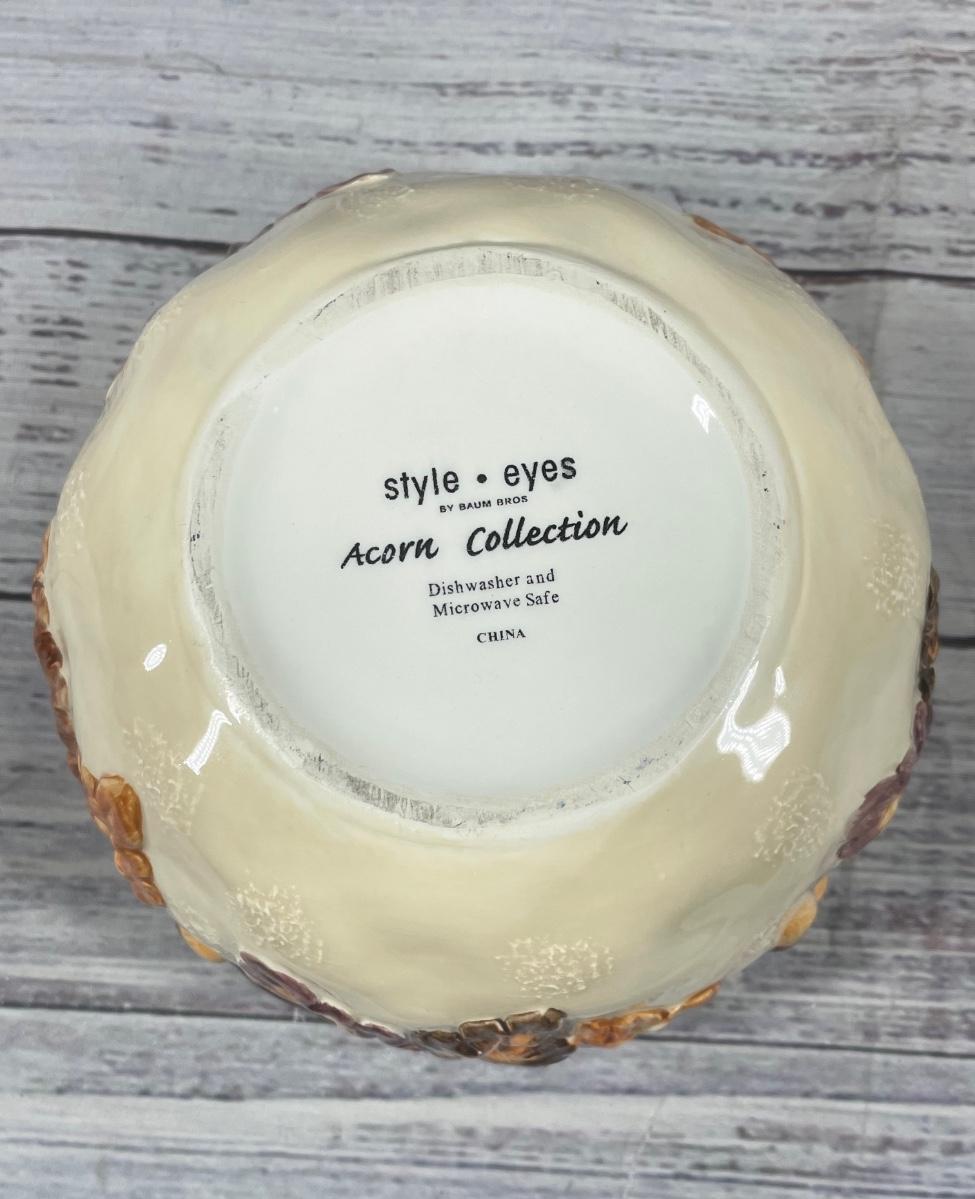 style • eyes
BY BAUM BROS
Acorn Collection
Dishwasher and
Microwave Safe
CHINA